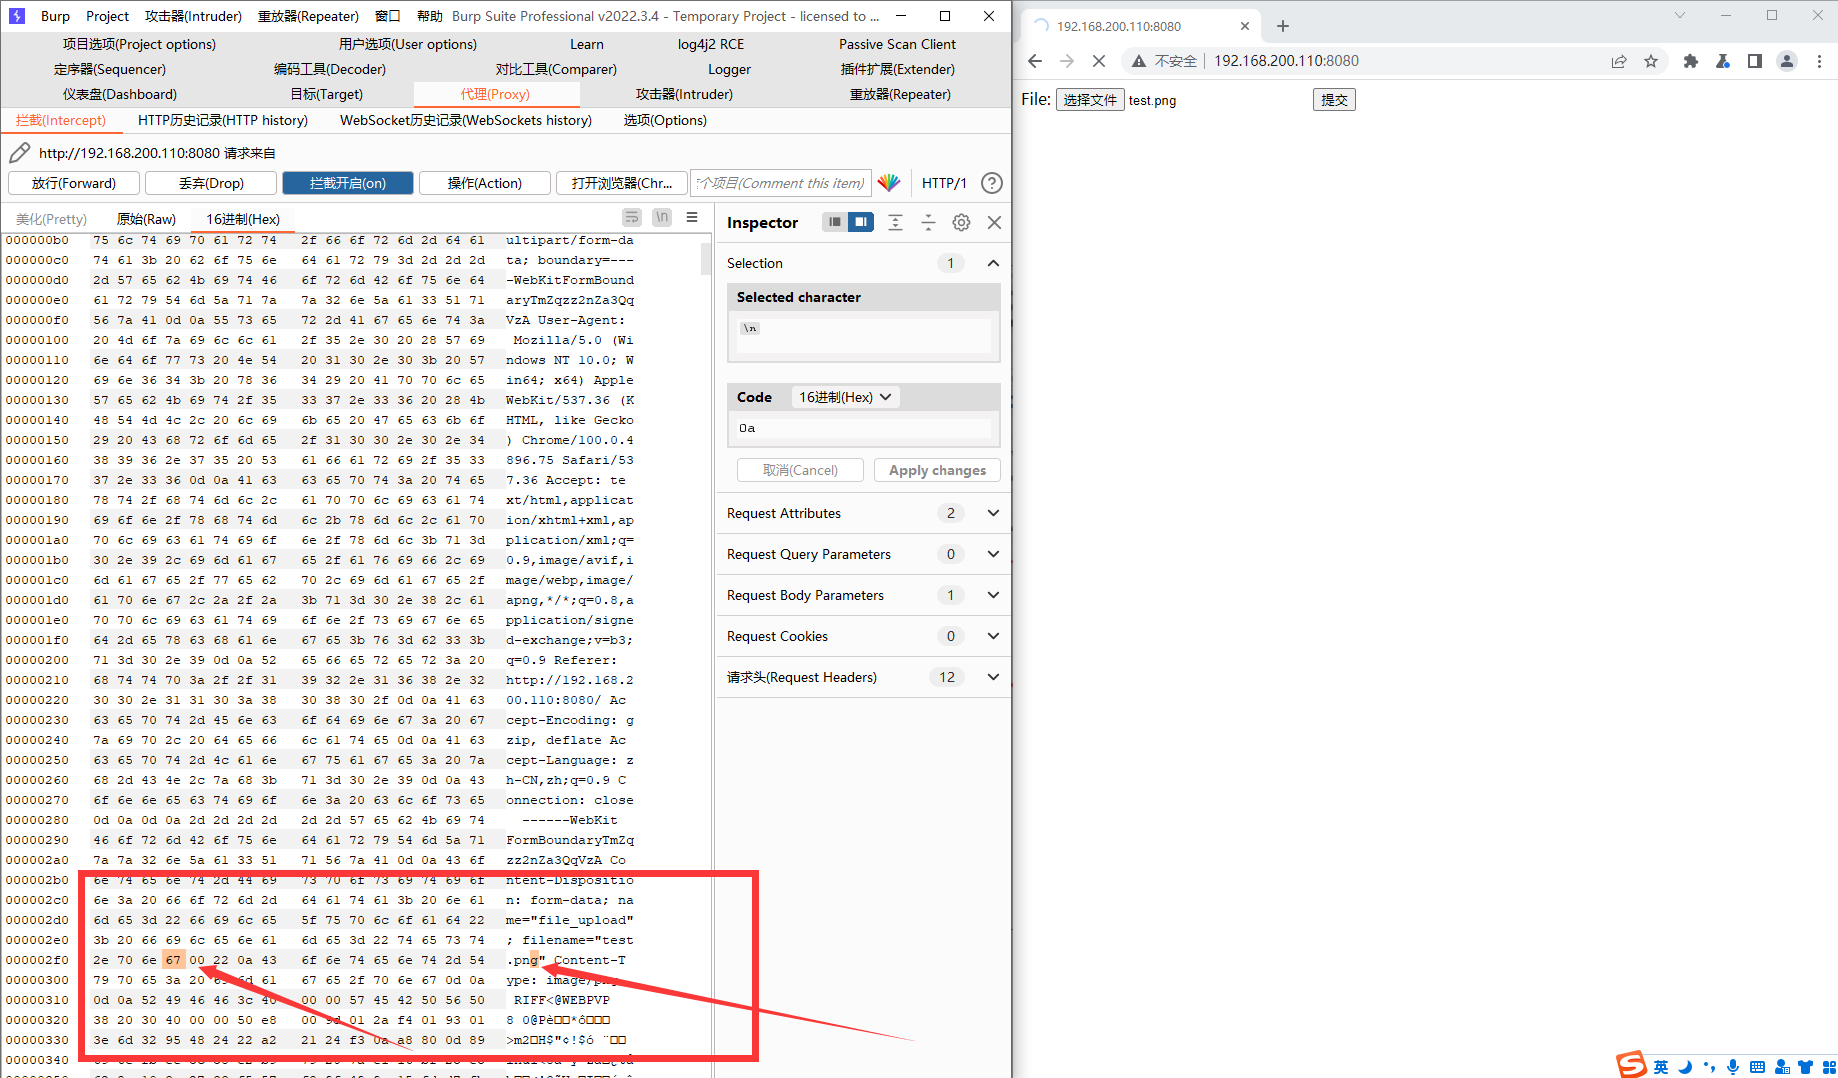 Burp Project 攻击器(Intruder) 重放器(Repeater) 窗口 帮助 Burp Suite Professional v2022.3.4 - Temporary Project - licensed to ...
项目选项(Project options) 用户选项(User options) Learn log4j2 RCE Passive Scan Client
定序器(Sequencer) 编码工具(Decoder) 对比工具(Comparer) Logger 插件扩展(Extender)
仪表盘(Dashboard) 目标(Target) 代理(Proxy) 攻击器(Intruder) 重放器(Repeater)
拦截(Intercept) HTTP历史记录(HTTP history) WebSocket历史记录(WebSockets history) 选项(Options)
http://192.168.200.110:8080 请求来自
放行(Forward) 丢弃(Drop) 拦截开启(on) 操作(Action) 打开浏览器(Chr... 个项目(Comment this item) HTTP/1 ?
美化(Pretty) 原始(Raw) 16进制(Hex) \n
000000b0 75 6c 74 69 70 61 72 74 2f 66 6f 72 6d 2d 64 61 ultipart/form-da
000000c0 74 61 3b 20 62 6f 75 6e 64 61 72 79 3d 2d 2d 2d ta; boundary=---
000000d0 2d 57 65 62 4b 69 74 46 6f 72 6d 42 6f 75 6e 64 -WebKitFormBound
000000e0 61 72 79 54 6d 5a 71 7a 7a 32 6e 5a 61 33 51 71 aryTmZqzz2nZa3Qq
000000f0 56 7a 41 0d 0a 55 73 65 72 2d 41 67 65 6e 74 3a VzA User-Agent:
00000100 20 4d 6f 7a 69 6c 6c 61 2f 35 2e 30 20 28 57 69 Mozilla/5.0 (Wi
00000110 6e 64 6f 77 73 20 4e 54 20 31 30 2e 30 3b 20 57 ndows NT 10.0; W
00000120 69 6e 36 34 3b 20 78 36 34 29 20 41 70 70 6c 65 in64; x64) Apple
00000130 57 65 62 4b 69 74 2f 35 33 37 2e 33 36 20 28 4b WebKit/537.36 (K
00000140 48 54 4d 4c 2c 20 6c 69 6b 65 20 47 65 63 6b 6f HTML, like Gecko
00000150 29 20 43 68 72 6f 6d 65 2f 31 30 30 2e 30 2e 34 ) Chrome/100.0.4
00000160 38 39 36 2e 37 35 20 53 61 66 61 72 69 2f 35 33 896.75 Safari/53
00000170 37 2e 33 36 0d 0a 41 63 63 65 70 74 3a 20 74 65 7.36 Accept: te
00000180 78 74 2f 68 74 6d 6c 2c 61 70 70 6c 69 63 61 74 xt/html,applicat
00000190 69 6f 6e 2f 78 68 74 6d 6c 2b 78 6d 6c 2c 61 70 ion/xhtml+xml,ap
000001a0 70 6c 69 63 61 74 69 6f 6e 2f 78 6d 6c 3b 71 3d plication/xml;q=
000001b0 30 2e 39 2c 69 6d 61 67 65 2f 61 76 69 66 2c 69 0.9,image/avif,i
000001c0 6d 61 67 65 2f 77 65 62 70 2c 69 6d 61 67 65 2f mage/webp,image/
000001d0 61 70 6e 67 2c 2a 2f 2a 3b 71 3d 30 2e 38 2c 61 apng,*/*;q=0.8,a
000001e0 70 70 6c 69 63 61 74 69 6f 6e 2f 73 69 67 6e 65 pplication/signe
000001f0 64 2d 65 78 63 68 61 6e 67 65 3b 76 3d 62 33 3b d-exchange;v=b3;
00000200 71 3d 30 2e 39 0d 0a 52 65 66 65 72 65 72 3a 20 q=0.9 Referer:
00000210 68 74 74 70 3a 2f 2f 31 39 32 2e 31 36 38 2e 32 http://192.168.2
00000220 30 30 2e 31 31 30 3a 38 30 38 30 2f 0d 0a 41 63 00.110:8080/ Ac
00000230 63 65 70 74 2d 45 6e 63 6f 64 69 6e 67 3a 20 67 cept-Encoding: g
00000240 7a 69 70 2c 20 64 65 66 6c 61 74 65 0d 0a 41 63 zip, deflate Ac
00000250 63 65 70 74 2d 4c 61 6e 67 75 61 67 65 3a 20 7a cept-Language: z
00000260 68 2d 43 4e 2c 7a 68 3b 71 3d 30 2e 39 0d 0a 43 h-CN,zh;q=0.9 C
00000270 6f 6e 6e 65 63 74 69 6f 6e 3a 20 63 6c 6f 73 65 onnection: close
00000280 0d 0a 0d 0a 2d 2d 2d 2d 2d 2d 57 65 62 4b 69 74 ------WebKit
00000290 46 6f 72 6d 42 6f 75 6e 64 61 72 79 54 6d 5a 71 FormBoundaryTmZq
000002a0 7a 7a 32 6e 5a 61 33 51 71 56 7a 41 0d 0a 43 6f zz2nZa3QqVzA Co
000002b0 6e 74 65 6e 74 2d 44 69 73 70 6f 73 69 74 69 6f ntent-Dispositio
000002c0 6e 3a 20 66 6f 72 6d 2d 64 61 74 61 3b 20 6e 61 n: form-data; na
000002d0 6d 65 3d 22 66 69 6c 65 5f 75 70 6c 6f 61 64 22 me="file_upload"
000002e0 3b 20 66 69 6c 65 6e 61 6d 65 3d 22 74 65 73 74 ; filename="test
000002f0 2e 70 6e 67 00 22 0a 43 6f 6e 74 65 6e 74 2d 54 .png" Content-T
00000300 79 70 65 3a 20 69 6d 61 67 65 2f 70 6e 67 0d 0a ype: image/png
00000310 0d 0a 52 49 46 46 3c 40 00 00 57 45 42 50 56 50 RIFF<@WEBPVP
00000320 38 20 30 40 00 00 50 e8 00 9d 01 2a f4 01 93 01 8 0@Pè□□*ô□□□
00000330 3e 6d 32 95 48 24 22 a2 21 24 f3 0a a8 80 0d 89 >m2□H$"¢!$ó ¨□□
00000340
Inspector
Selection 1
Selected character
\n
Code 16进制(Hex)
0a
取消(Cancel) Apply changes
Request Attributes 2
Request Query Parameters 0
Request Body Parameters 1
Request Cookies 0
请求头(Request Headers) 12
192.168.200.110:8080
不安全 192.168.200.110:8080
File: 选择文件 test.png 提交
S 英